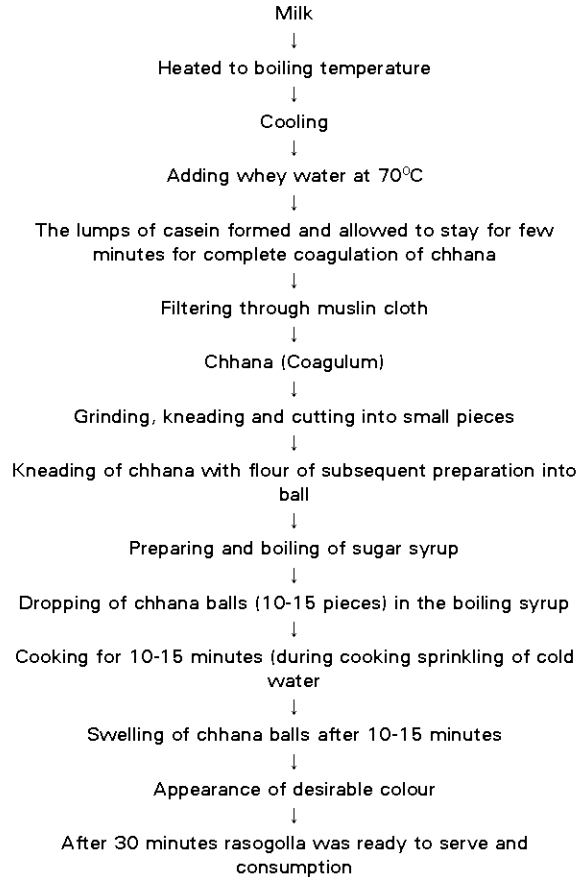 Milk
↓
Heated to boiling temperature
↓
Cooling
↓
Adding whey water at 70⁰C
↓
The lumps of casein formed and allowed to stay for few
minutes for complete coagulation of chhana
↓
Filtering through muslin cloth
↓
Chhana (Coagulum)
↓
Grinding, kneading and cutting into small pieces
↓
Kneading of chhana with flour of subsequent preparation into
ball
↓
Preparing and boiling of sugar syrup
↓
Dropping of chhana balls (10-15 pieces) in the boiling syrup
↓
Cooking for 10-15 minutes (during cooking sprinkling of cold
water
↓
Swelling of chhana balls after 10-15 minutes
↓
Appearance of desirable colour
↓
After 30 minutes rasogolla was ready to serve and
consumption